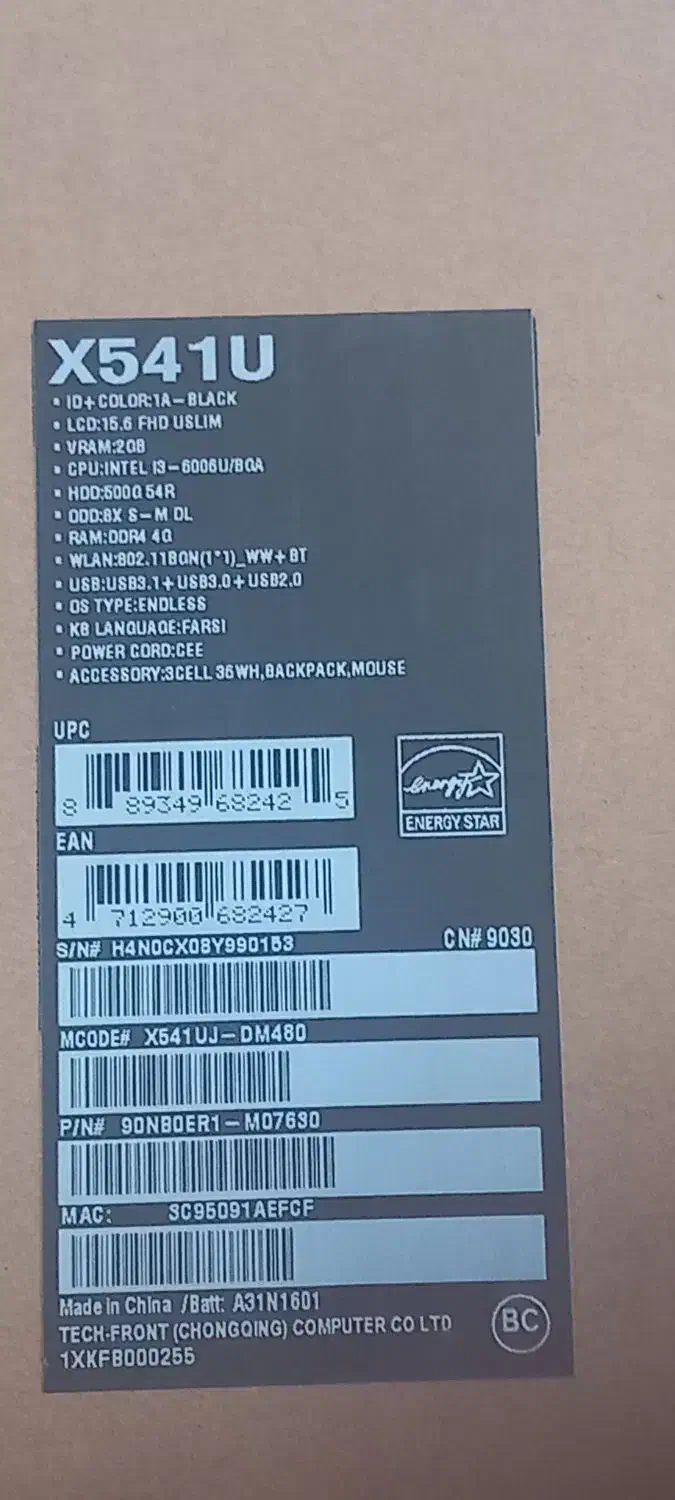 X541U
• ID+COLOR:1A-BLACK
• LCD:15.6 FHD USLIM
• VRAM:2GB
• CPU:INTEL I3-6006U/BGA
• HDD:500G 54R
• ODD:8X S-M DL
• RAM:DDR4 4G
• WLAN:802.11BGN(1*1)_WW+BT
• USB:USB3.1+USB3.0+USB2.0
• OS TYPE:ENDLESS
• KB LANGUAGE:FARSI
• POWER CORD:CEE
• ACCESSORY:3CELL 36WH,BACKPACK,MOUSE
UPC
8 89349 68242 5
energy
ENERGY STAR
EAN
4 712900 682427
S/N# H4N0CX08Y990153
CN# 9030
MCODE# X541UJ-DM480
P/N# 90NB0ER1-M07630
MAC: 3C95091AEFCF
Made in China /Batt: A31N1601
TECH-FRONT (CHONGQING) COMPUTER CO LTD
BC
1XKFB000255